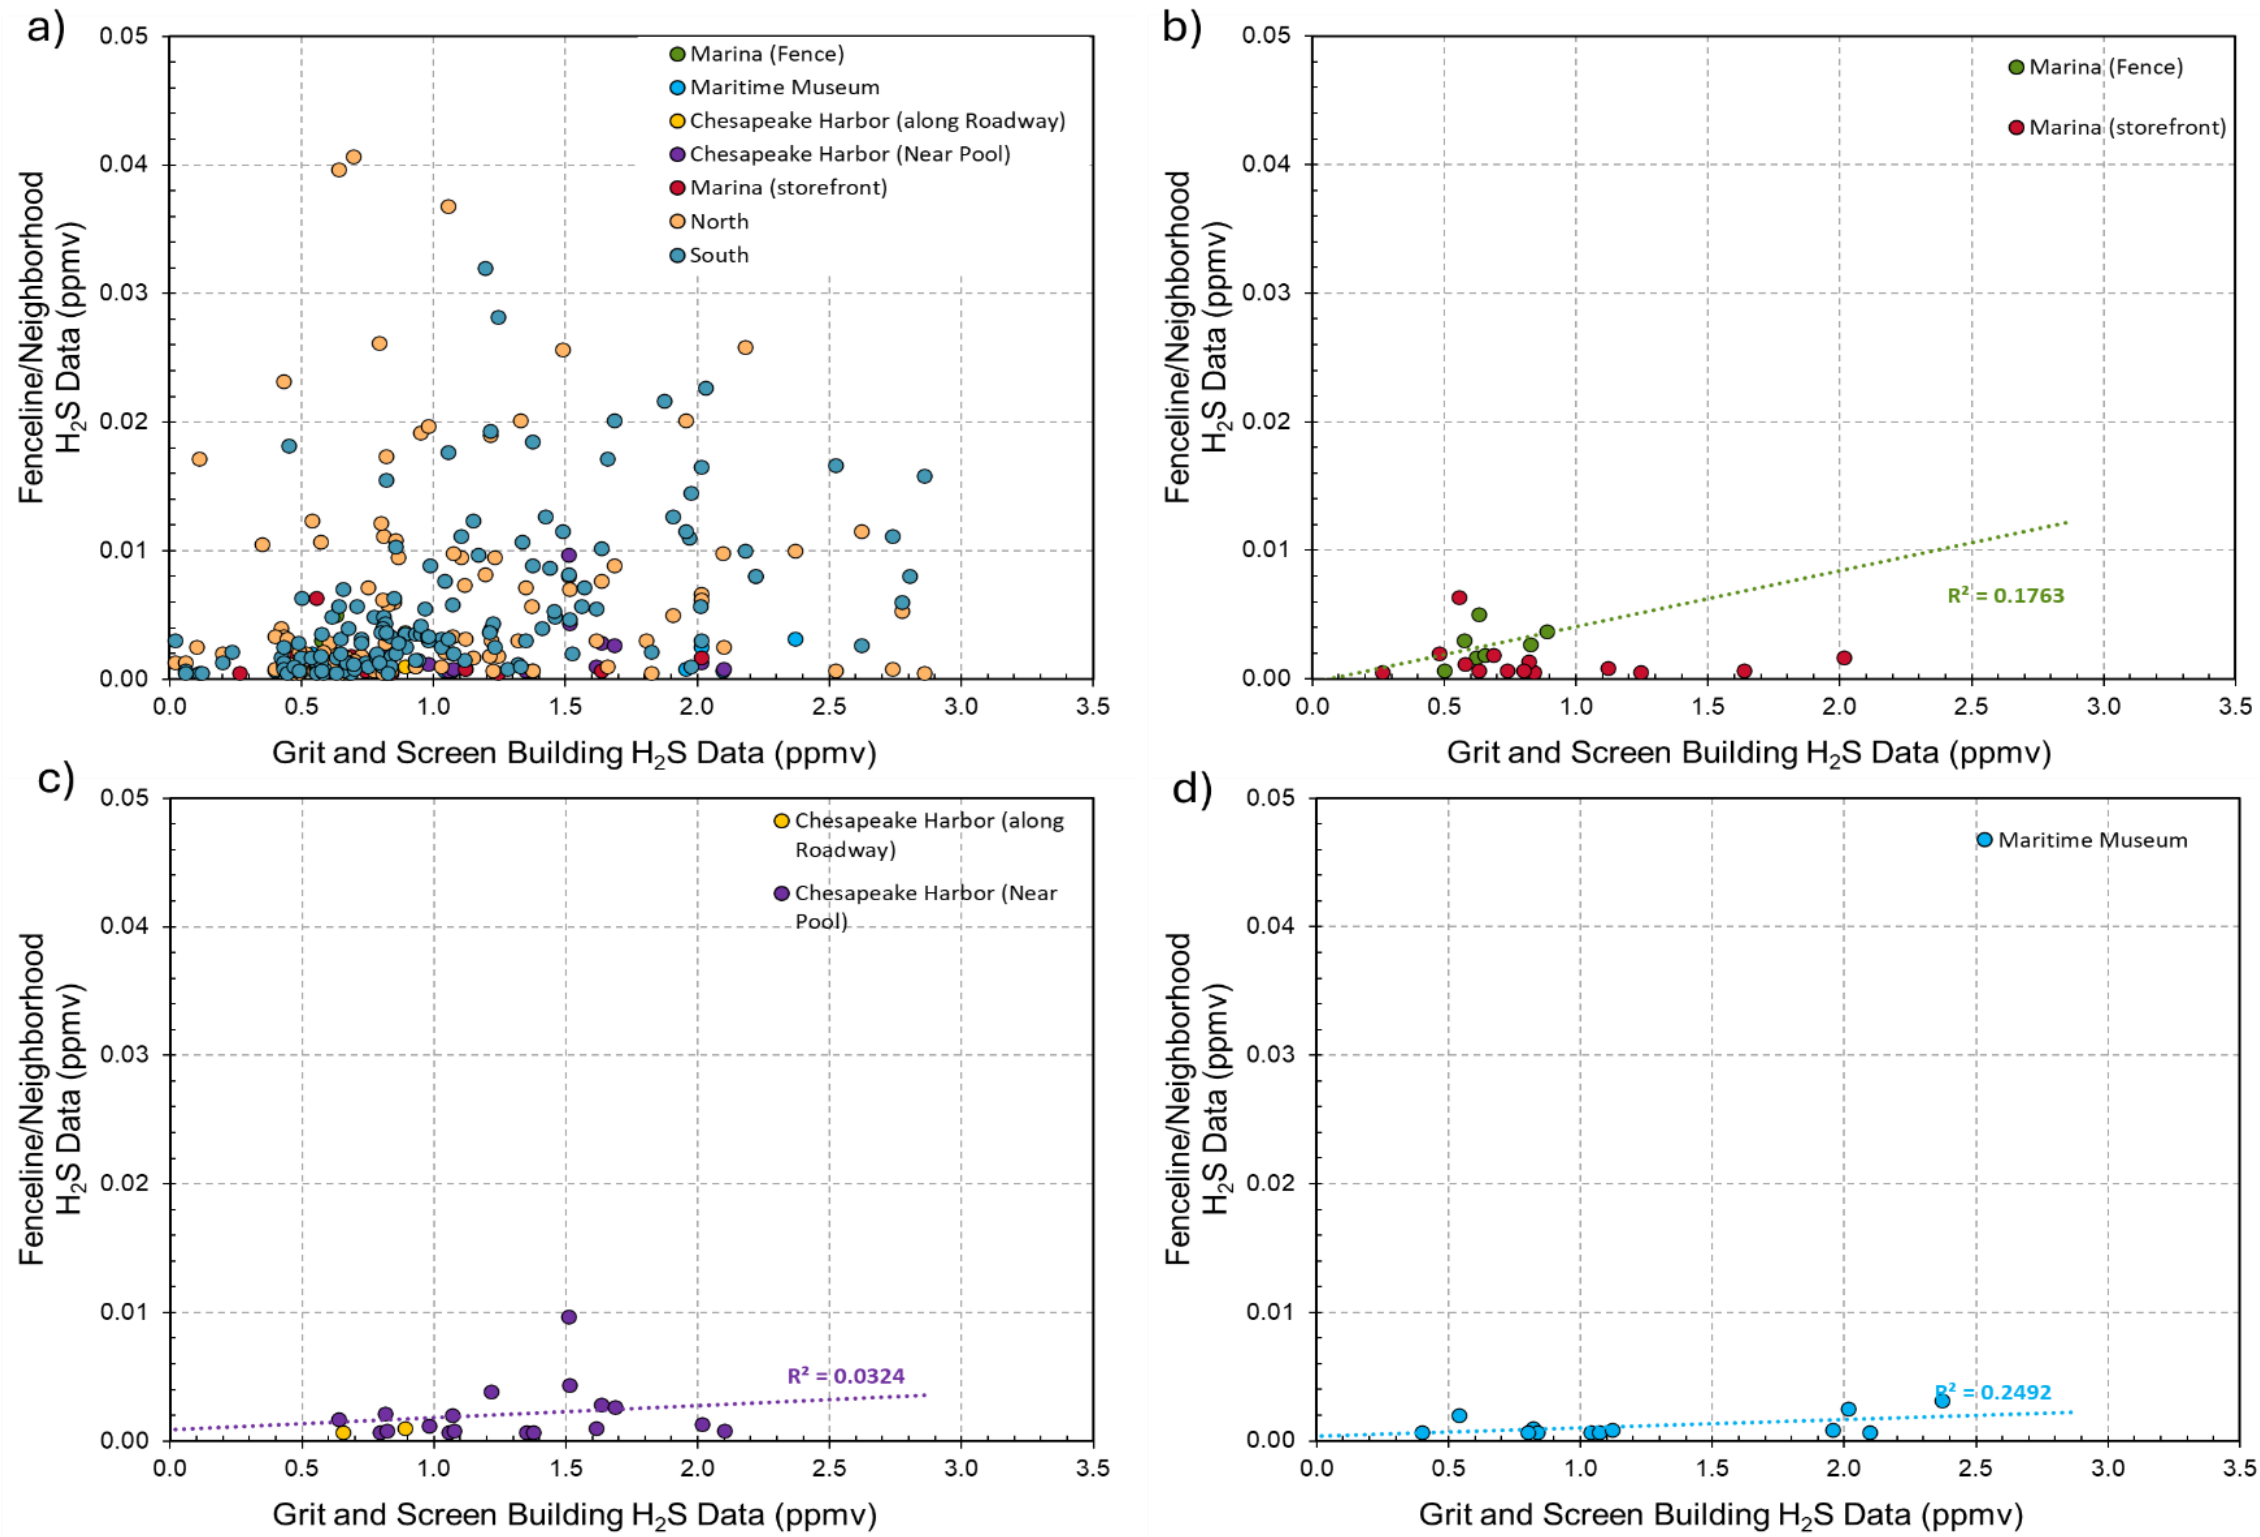 a)
0.05
0.04
0.03
0.02
0.01
0.00
Fenceline/Neighborhood
H₂S Data (ppmv)
Marina (Fence)
Maritime Museum
Chesapeake Harbor (along Roadway)
Chesapeake Harbor (Near Pool)
Marina (storefront)
North
South
0.0 0.5 1.0 1.5 2.0 2.5 3.0 3.5
Grit and Screen Building H₂S Data (ppmv)
b)
0.05
0.04
0.03
0.02
0.01
0.00
Fenceline/Neighborhood
H₂S Data (ppmv)
Marina (Fence)
Marina (storefront)
R² = 0.1763
0.0 0.5 1.0 1.5 2.0 2.5 3.0 3.5
Grit and Screen Building H₂S Data (ppmv)
c)
0.05
0.04
0.03
0.02
0.01
0.00
Fenceline/Neighborhood
H₂S Data (ppmv)
Chesapeake Harbor (along
Roadway)
Chesapeake Harbor (Near
Pool)
R² = 0.0324
0.0 0.5 1.0 1.5 2.0 2.5 3.0 3.5
Grit and Screen Building H₂S Data (ppmv)
d)
0.05
0.04
0.03
0.02
0.01
0.00
Fenceline/Neighborhood
H₂S Data (ppmv)
Maritime Museum
R² = 0.2492
0.0 0.5 1.0 1.5 2.0 2.5 3.0 3.5
Grit and Screen Building H₂S Data (ppmv)